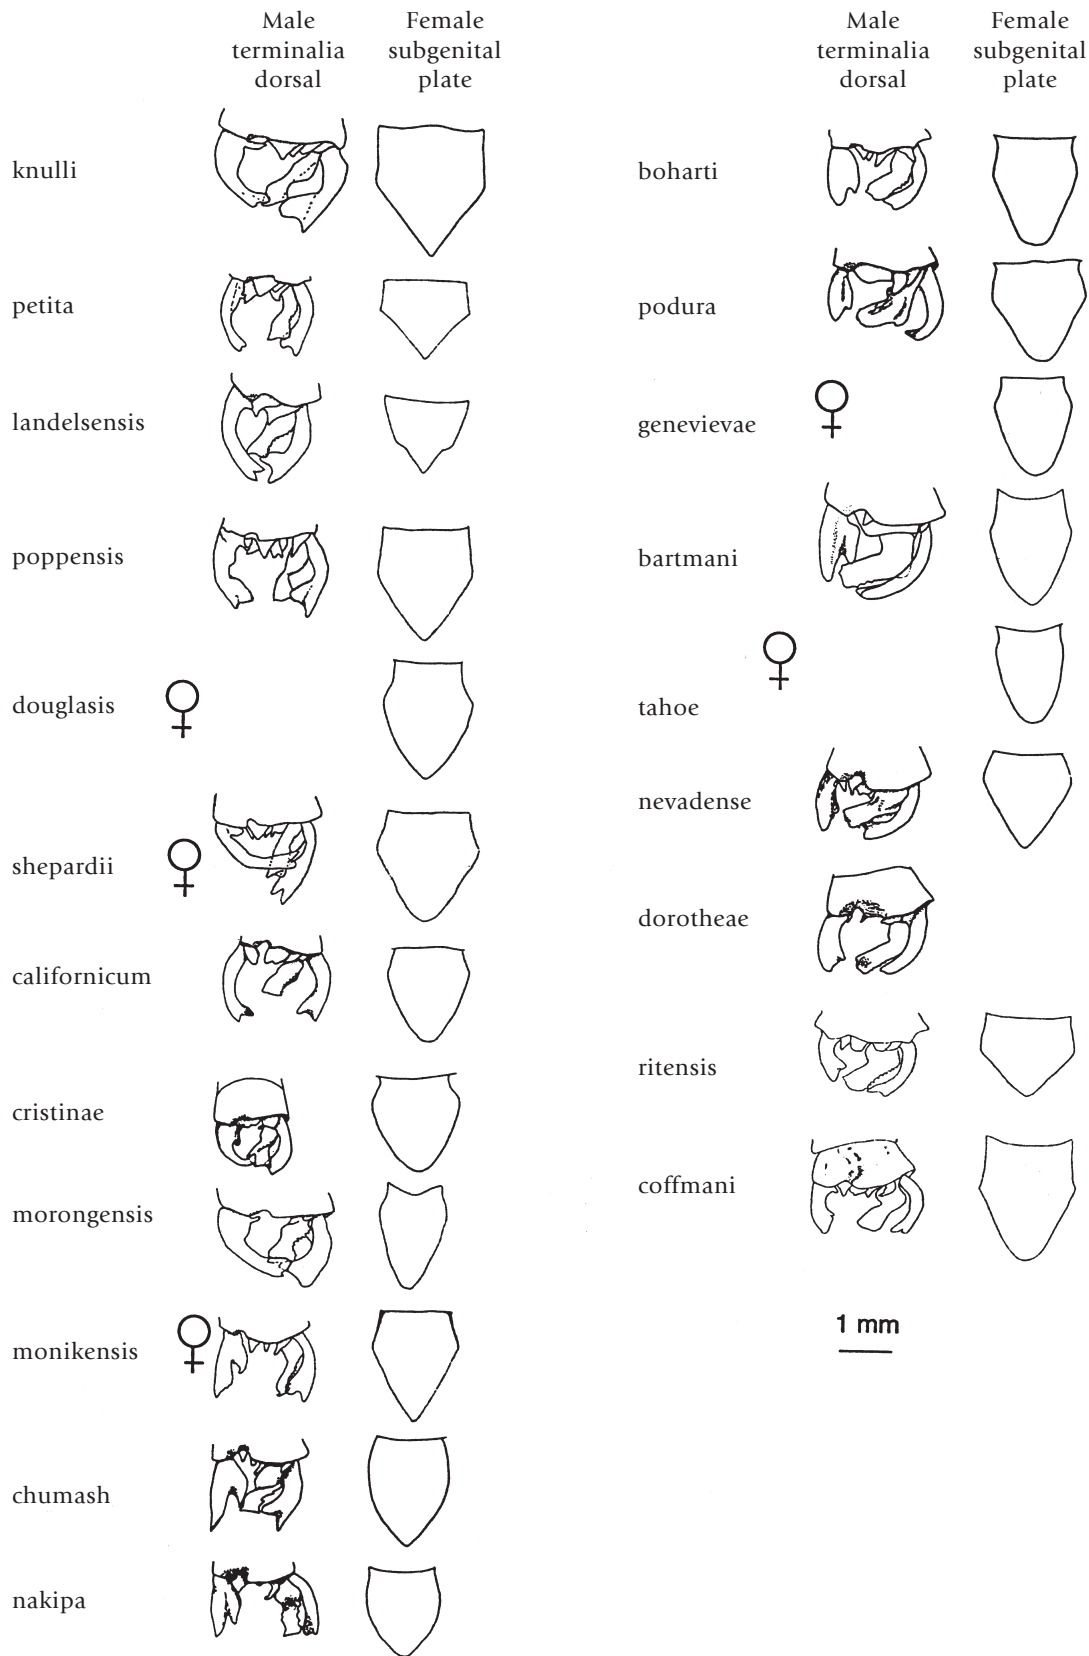 Male
terminalia
dorsal
Female
subgenital
plate
knulli
petita
landelsensis
poppensis
douglasis
♀
shepardii
♀
californicum
cristinae
morongensis
monikensis
♀
chumash
nakipa
Male
terminalia
dorsal
Female
subgenital
plate
boharti
podura
genevievae
♀
bartmani
♀
tahoe
nevadense
dorotheae
ritensis
coffmani
1 mm